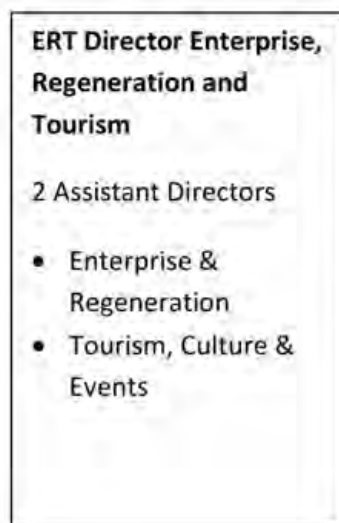 ERT Director Enterprise,
Regeneration and
Tourism
2 Assistant Directors
• Enterprise &
Regeneration
• Tourism, Culture &
Events